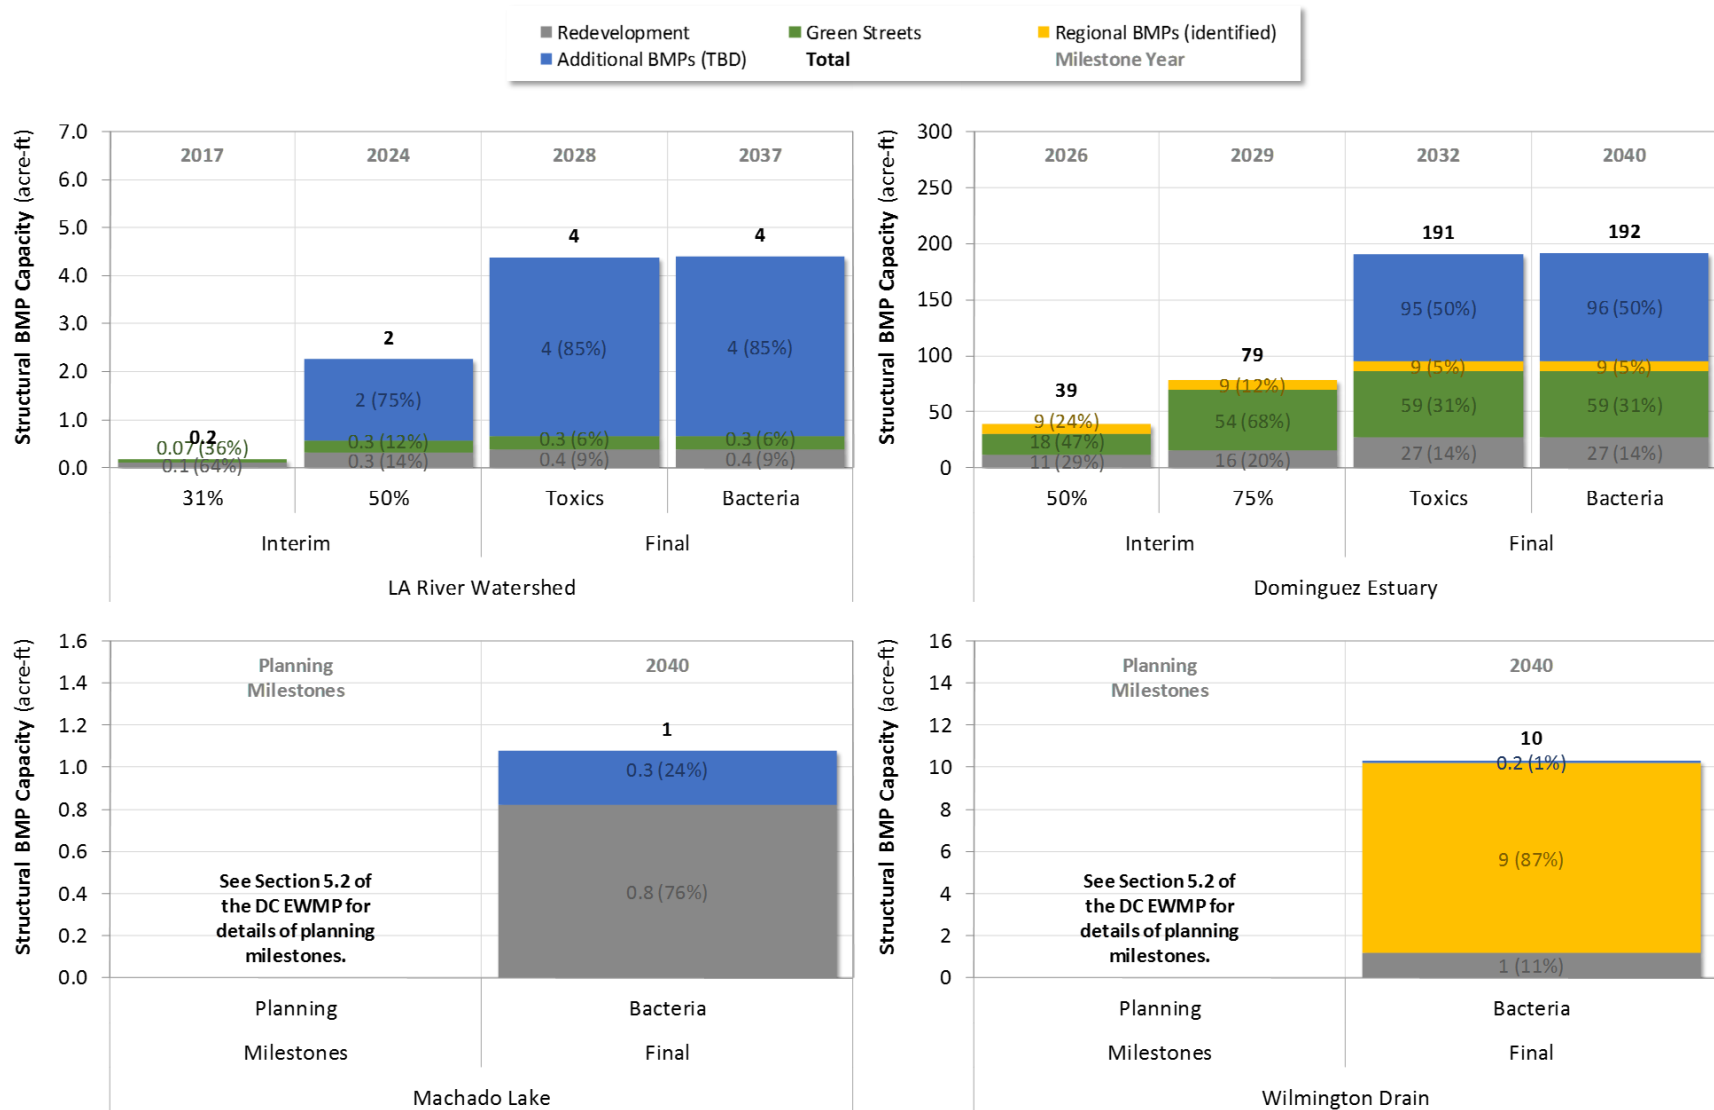 Redevelopment
Green Streets
Regional BMPs (identified)
Additional BMPs (TBD)
Total
Milestone Year
Structural BMP Capacity (acre-ft)
7.0
6.0
5.0
4.0
3.0
2.0
1.0
0.0
2017
2024
2028
2037
0.2
0.07 (36%)
0.1 (64%)
2
2 (75%)
0.3 (12%)
0.3 (14%)
4
4 (85%)
0.3 (6%)
0.4 (9%)
4
4 (85%)
0.3 (6%)
0.4 (9%)
31%
50%
Toxics
Bacteria
Interim
Final
LA River Watershed
Structural BMP Capacity (acre-ft)
300
250
200
150
100
50
0
2026
2029
2032
2040
39
9 (24%)
18 (47%)
11 (29%)
79
9 (12%)
54 (68%)
16 (20%)
191
95 (50%)
9 (5%)
59 (31%)
27 (14%)
192
96 (50%)
9 (5%)
59 (31%)
27 (14%)
50%
75%
Toxics
Bacteria
Interim
Final
Dominguez Estuary
Structural BMP Capacity (acre-ft)
1.6
1.4
1.2
1.0
0.8
0.6
0.4
0.2
0.0
Planning
Milestones
2040
See Section 5.2 of
the DC EWMP for
details of planning
milestones.
1
0.3 (24%)
0.8 (76%)
Planning
Bacteria
Milestones
Final
Machado Lake
Structural BMP Capacity (acre-ft)
16
14
12
10
8
6
4
2
0
Planning
Milestones
2040
See Section 5.2 of
the DC EWMP for
details of planning
milestones.
10
0.2 (1%)
9 (87%)
1 (11%)
Planning
Bacteria
Milestones
Final
Wilmington Drain